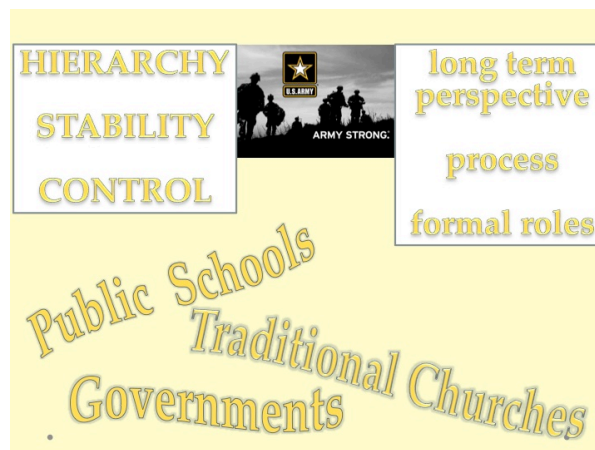 HIERARCHY
STABILITY
CONTROL
U.S.ARMY
ARMY STRONG.
long term
perspective
process
formal roles
Public Schools
Traditional Churches
Governments